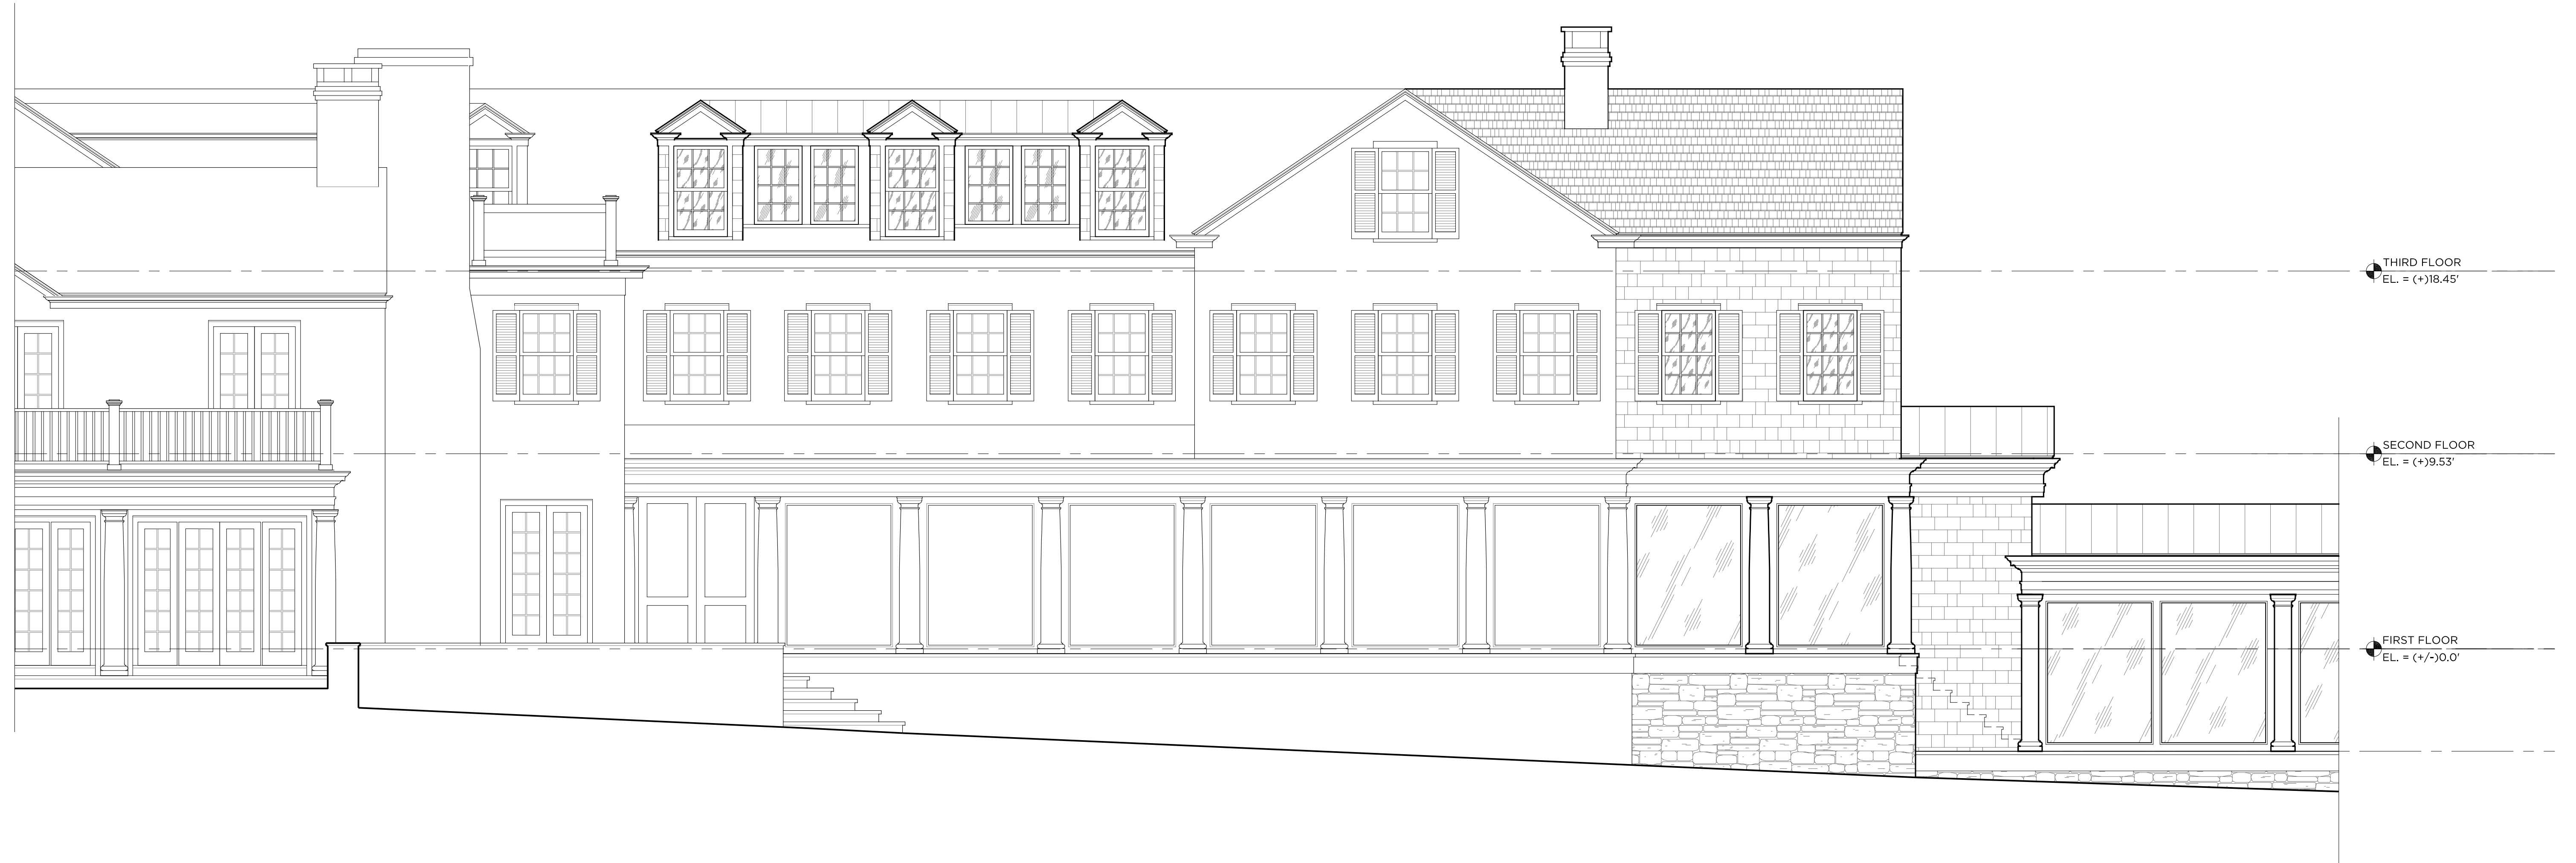 THIRD FLOOR
EL. = (+)18.45'
SECOND FLOOR
EL. = (+)9.53'
FIRST FLOOR
EL. = (+/-)0.0'